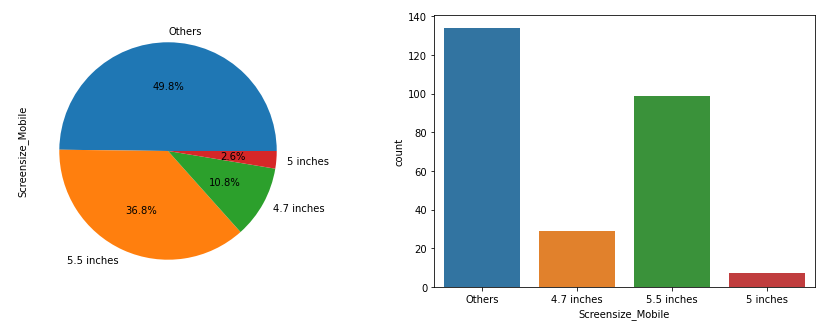 Others
49.8%
Screensize_Mobile
2.6%
5 inches
10.8%
4.7 inches
36.8%
5.5 inches
140
120
100
80
60
40
20
0
count
Others
4.7 inches
5.5 inches
5 inches
Screensize_Mobile